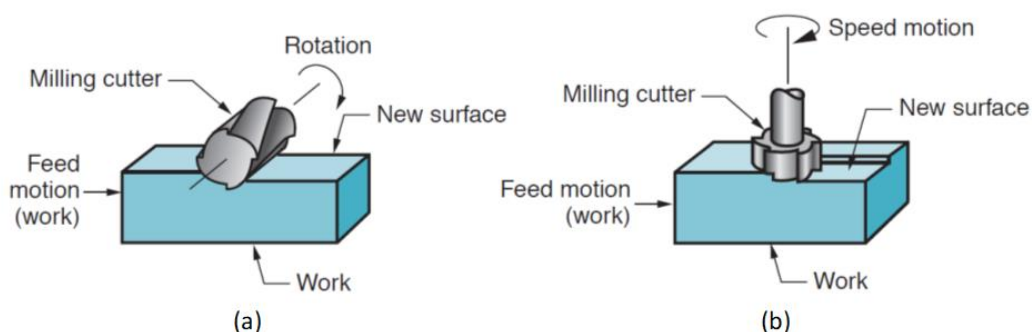 Rotation
Milling cutter
New surface
Feed
motion
(work)
Work
(a)
Speed motion
Milling cutter
New surface
Feed motion
(work)
Work
(b)